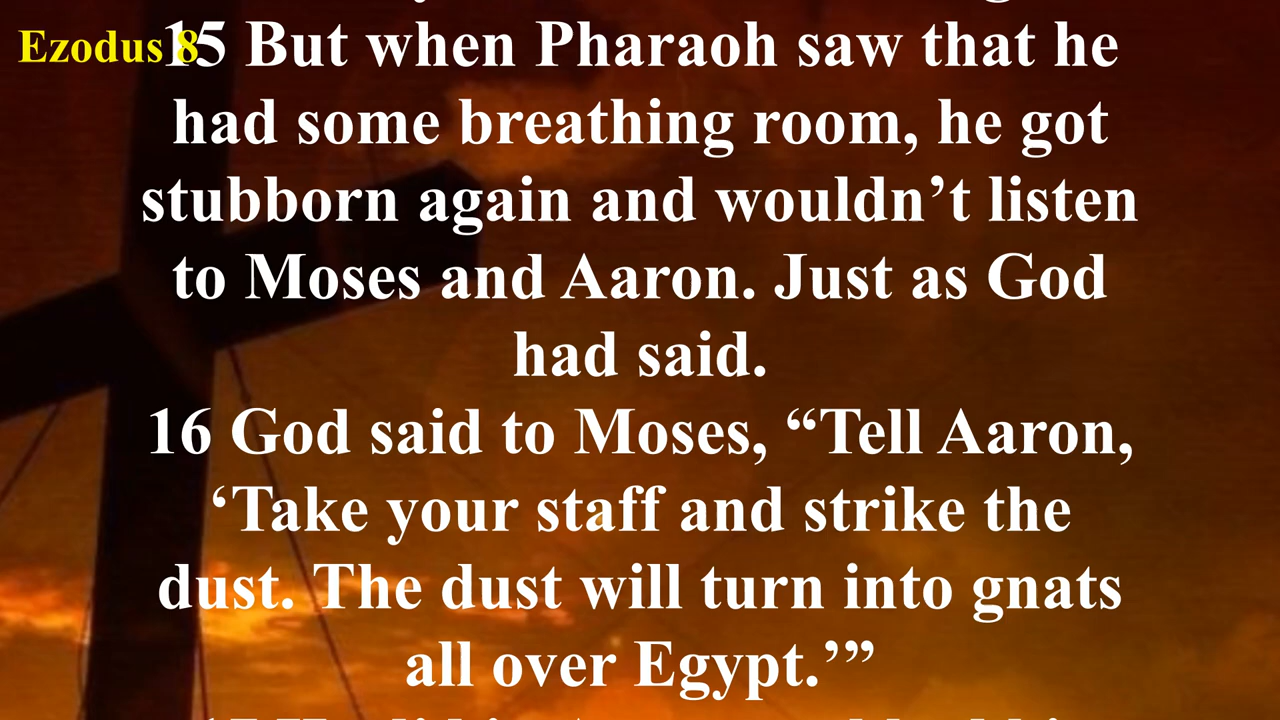 Ezodus 8
15 But when Pharaoh saw that he
had some breathing room, he got
stubborn again and wouldn’t listen
to Moses and Aaron. Just as God
had said.
16 God said to Moses, “Tell Aaron,
‘Take your staff and strike the
dust. The dust will turn into gnats
all over Egypt.’”